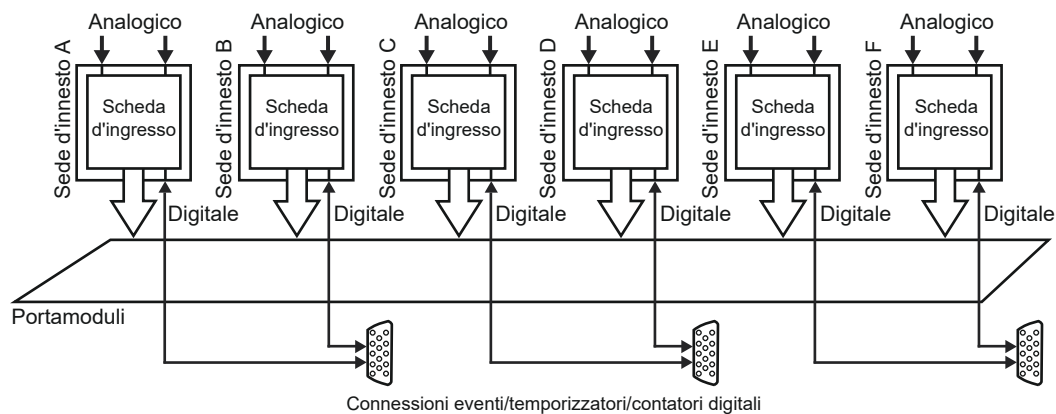 Analogico
Analogico
Analogico
Analogico
Analogico
Analogico
Sede d'innesto A
Scheda
d'ingresso
Sede d'innesto B
Scheda
d'ingresso
Sede d'innesto C
Scheda
d'ingresso
Sede d'innesto D
Scheda
d'ingresso
Sede d'innesto E
Scheda
d'ingresso
Sede d'innesto F
Scheda
d'ingresso
Digitale
Digitale
Digitale
Digitale
Digitale
Digitale
Portamoduli
Connessioni eventi/temporizzatori/contatori digitali